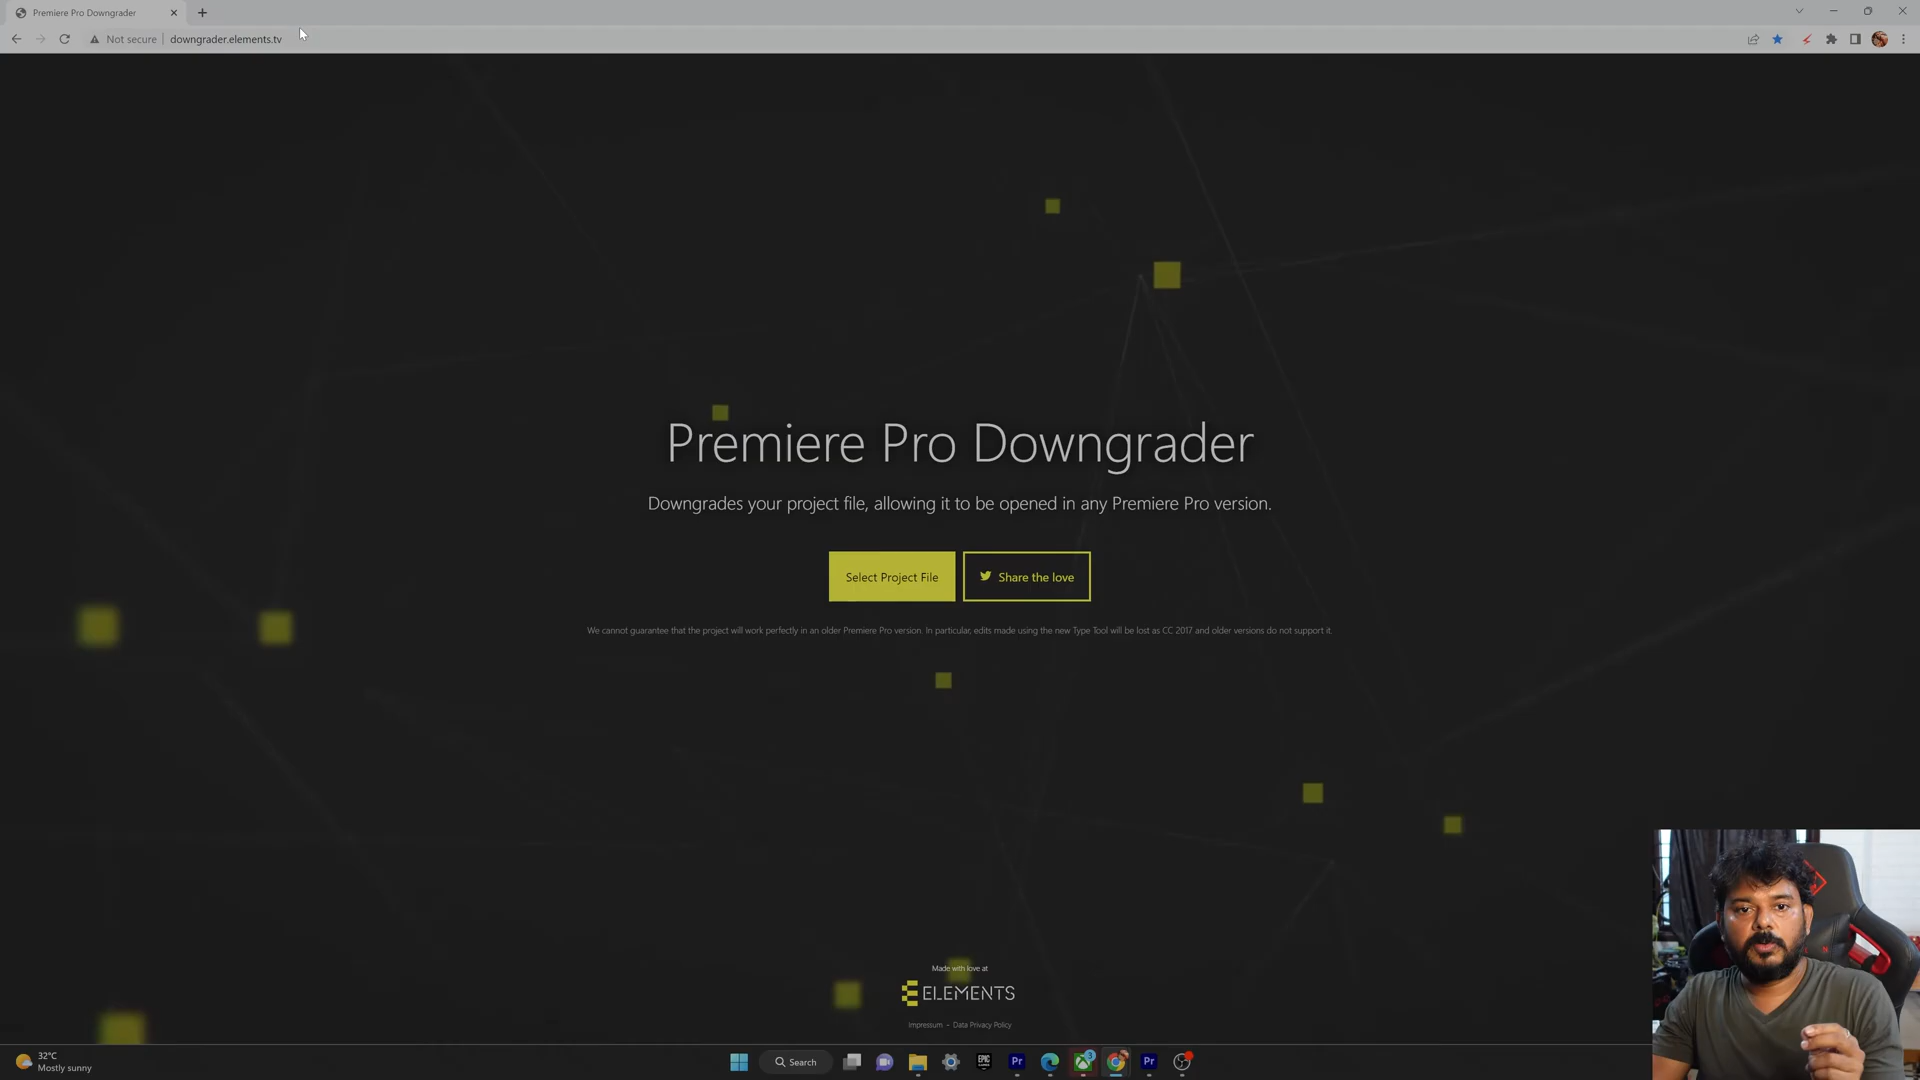 Premiere Pro Downgrader
Not secure
downgrader.elements.tv
Premiere Pro Downgrader
Downgrades your project file, allowing it to be opened in any Premiere Pro version.
Select Project File
Share the love
We cannot guarantee that the project will work perfectly in an older Premiere Pro version. In particular, edits made using the new Type Tool will be lost as CC 2017 and older versions do not support it.
Made with love at
ELEMENTS
Impressum - Data Privacy Policy
32°C
Mostly sunny
Search
EPIC
Pr
3
Pr